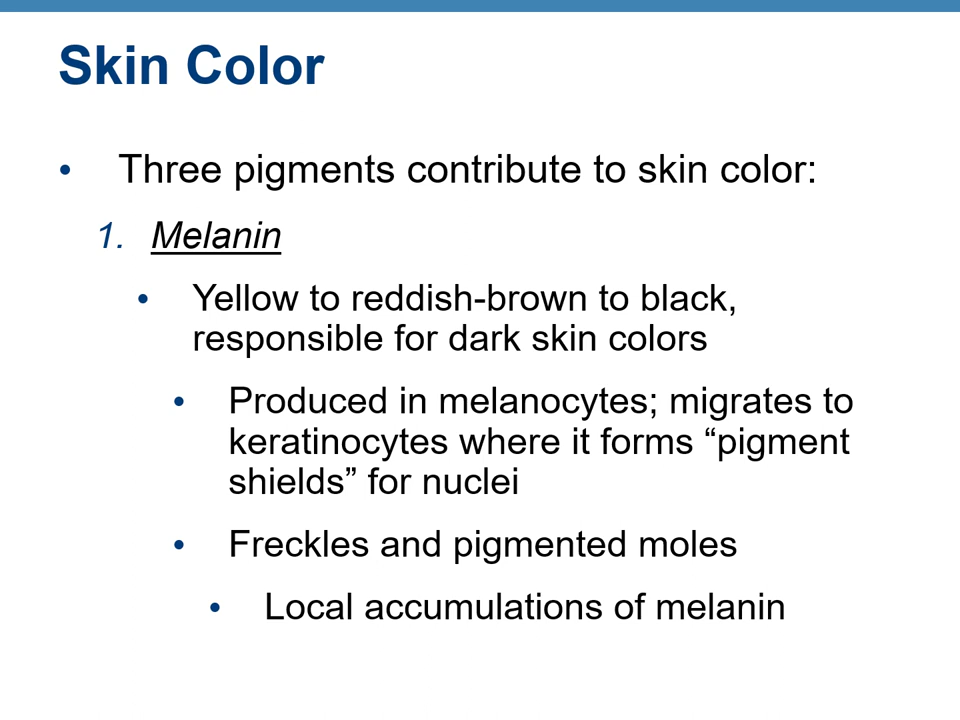 Skin Color
• Three pigments contribute to skin color:
1. Melanin
• Yellow to reddish-brown to black,
responsible for dark skin colors
• Produced in melanocytes; migrates to
keratinocytes where it forms “pigment
shields” for nuclei
• Freckles and pigmented moles
• Local accumulations of melanin